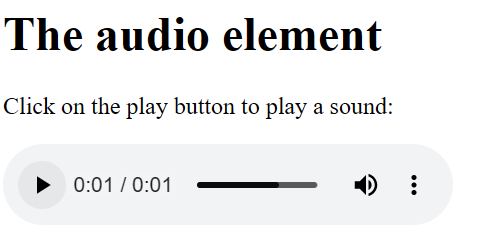 The audio element
Click on the play button to play a sound:
0:01 / 0:01